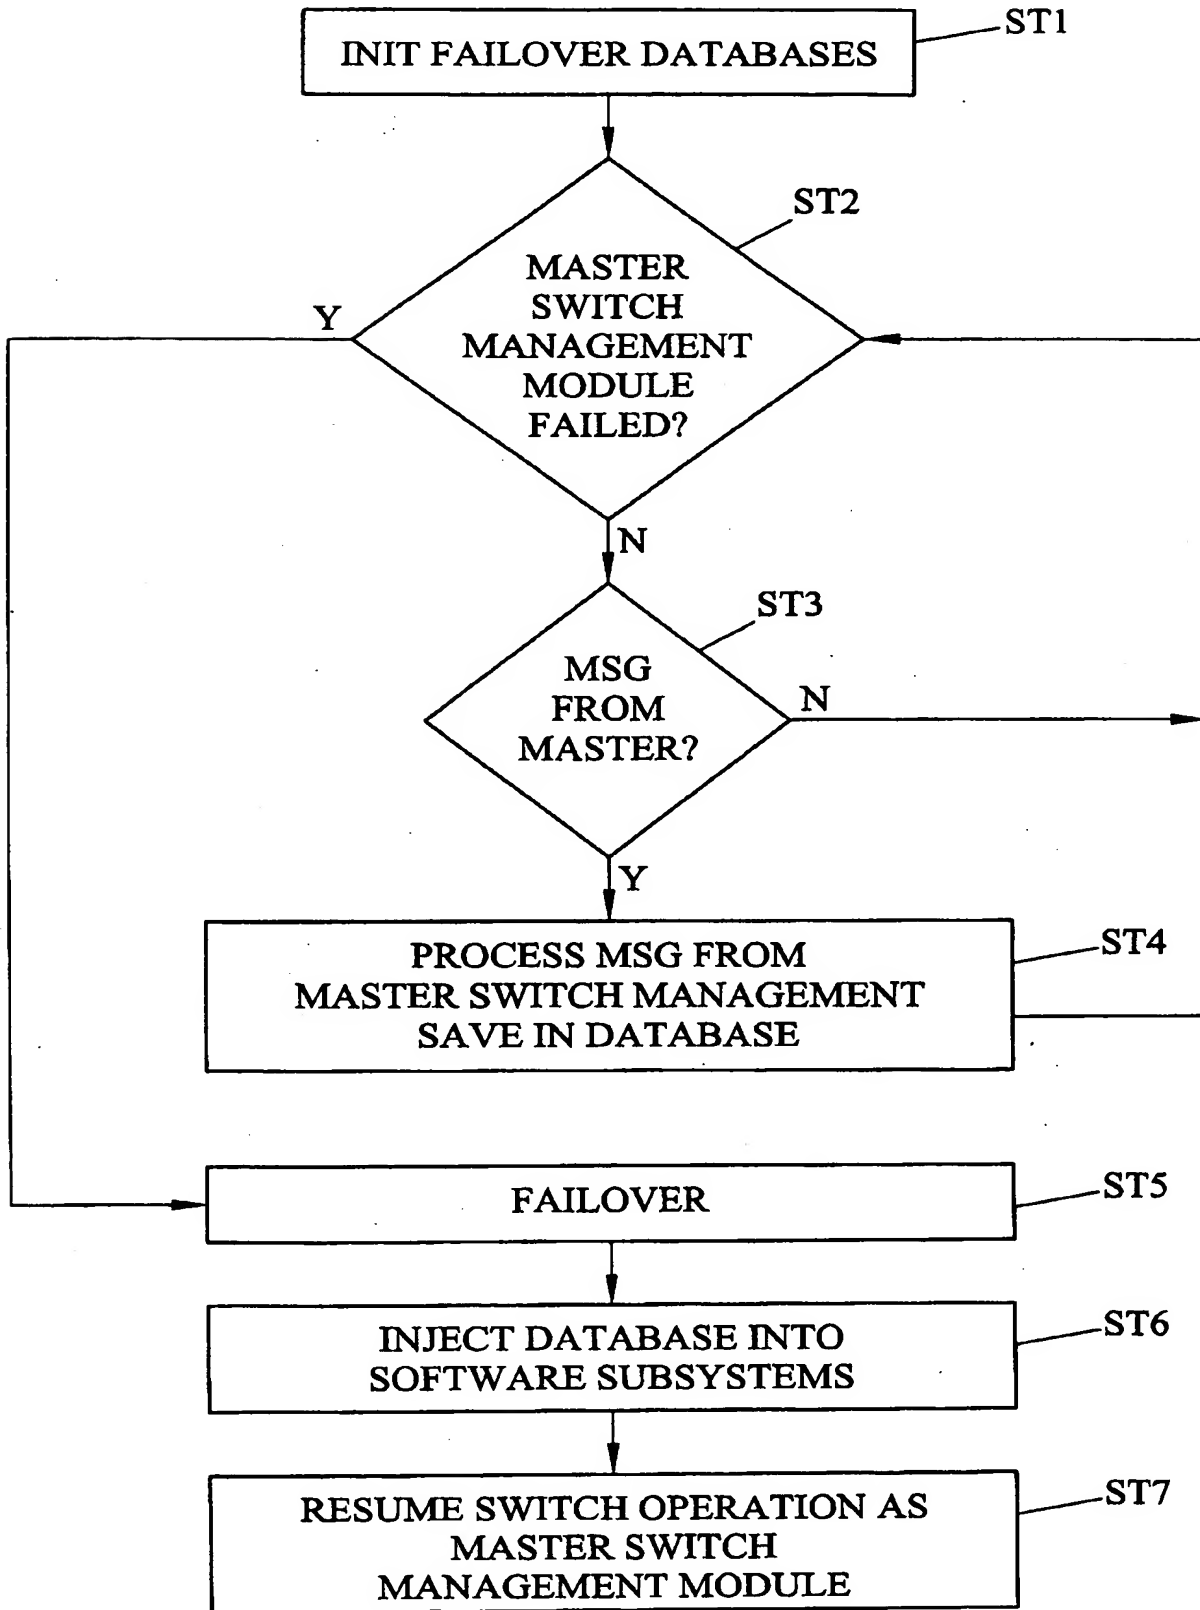 INIT FAILOVER DATABASES
ST1
ST2
MASTER
SWITCH
MANAGEMENT
MODULE
FAILED?
Y
N
ST3
MSG
FROM
MASTER?
N
Y
PROCESS MSG FROM
MASTER SWITCH MANAGEMENT
SAVE IN DATABASE
ST4
FAILOVER
ST5
INJECT DATABASE INTO
SOFTWARE SUBSYSTEMS
ST6
RESUME SWITCH OPERATION AS
MASTER SWITCH
MANAGEMENT MODULE
ST7